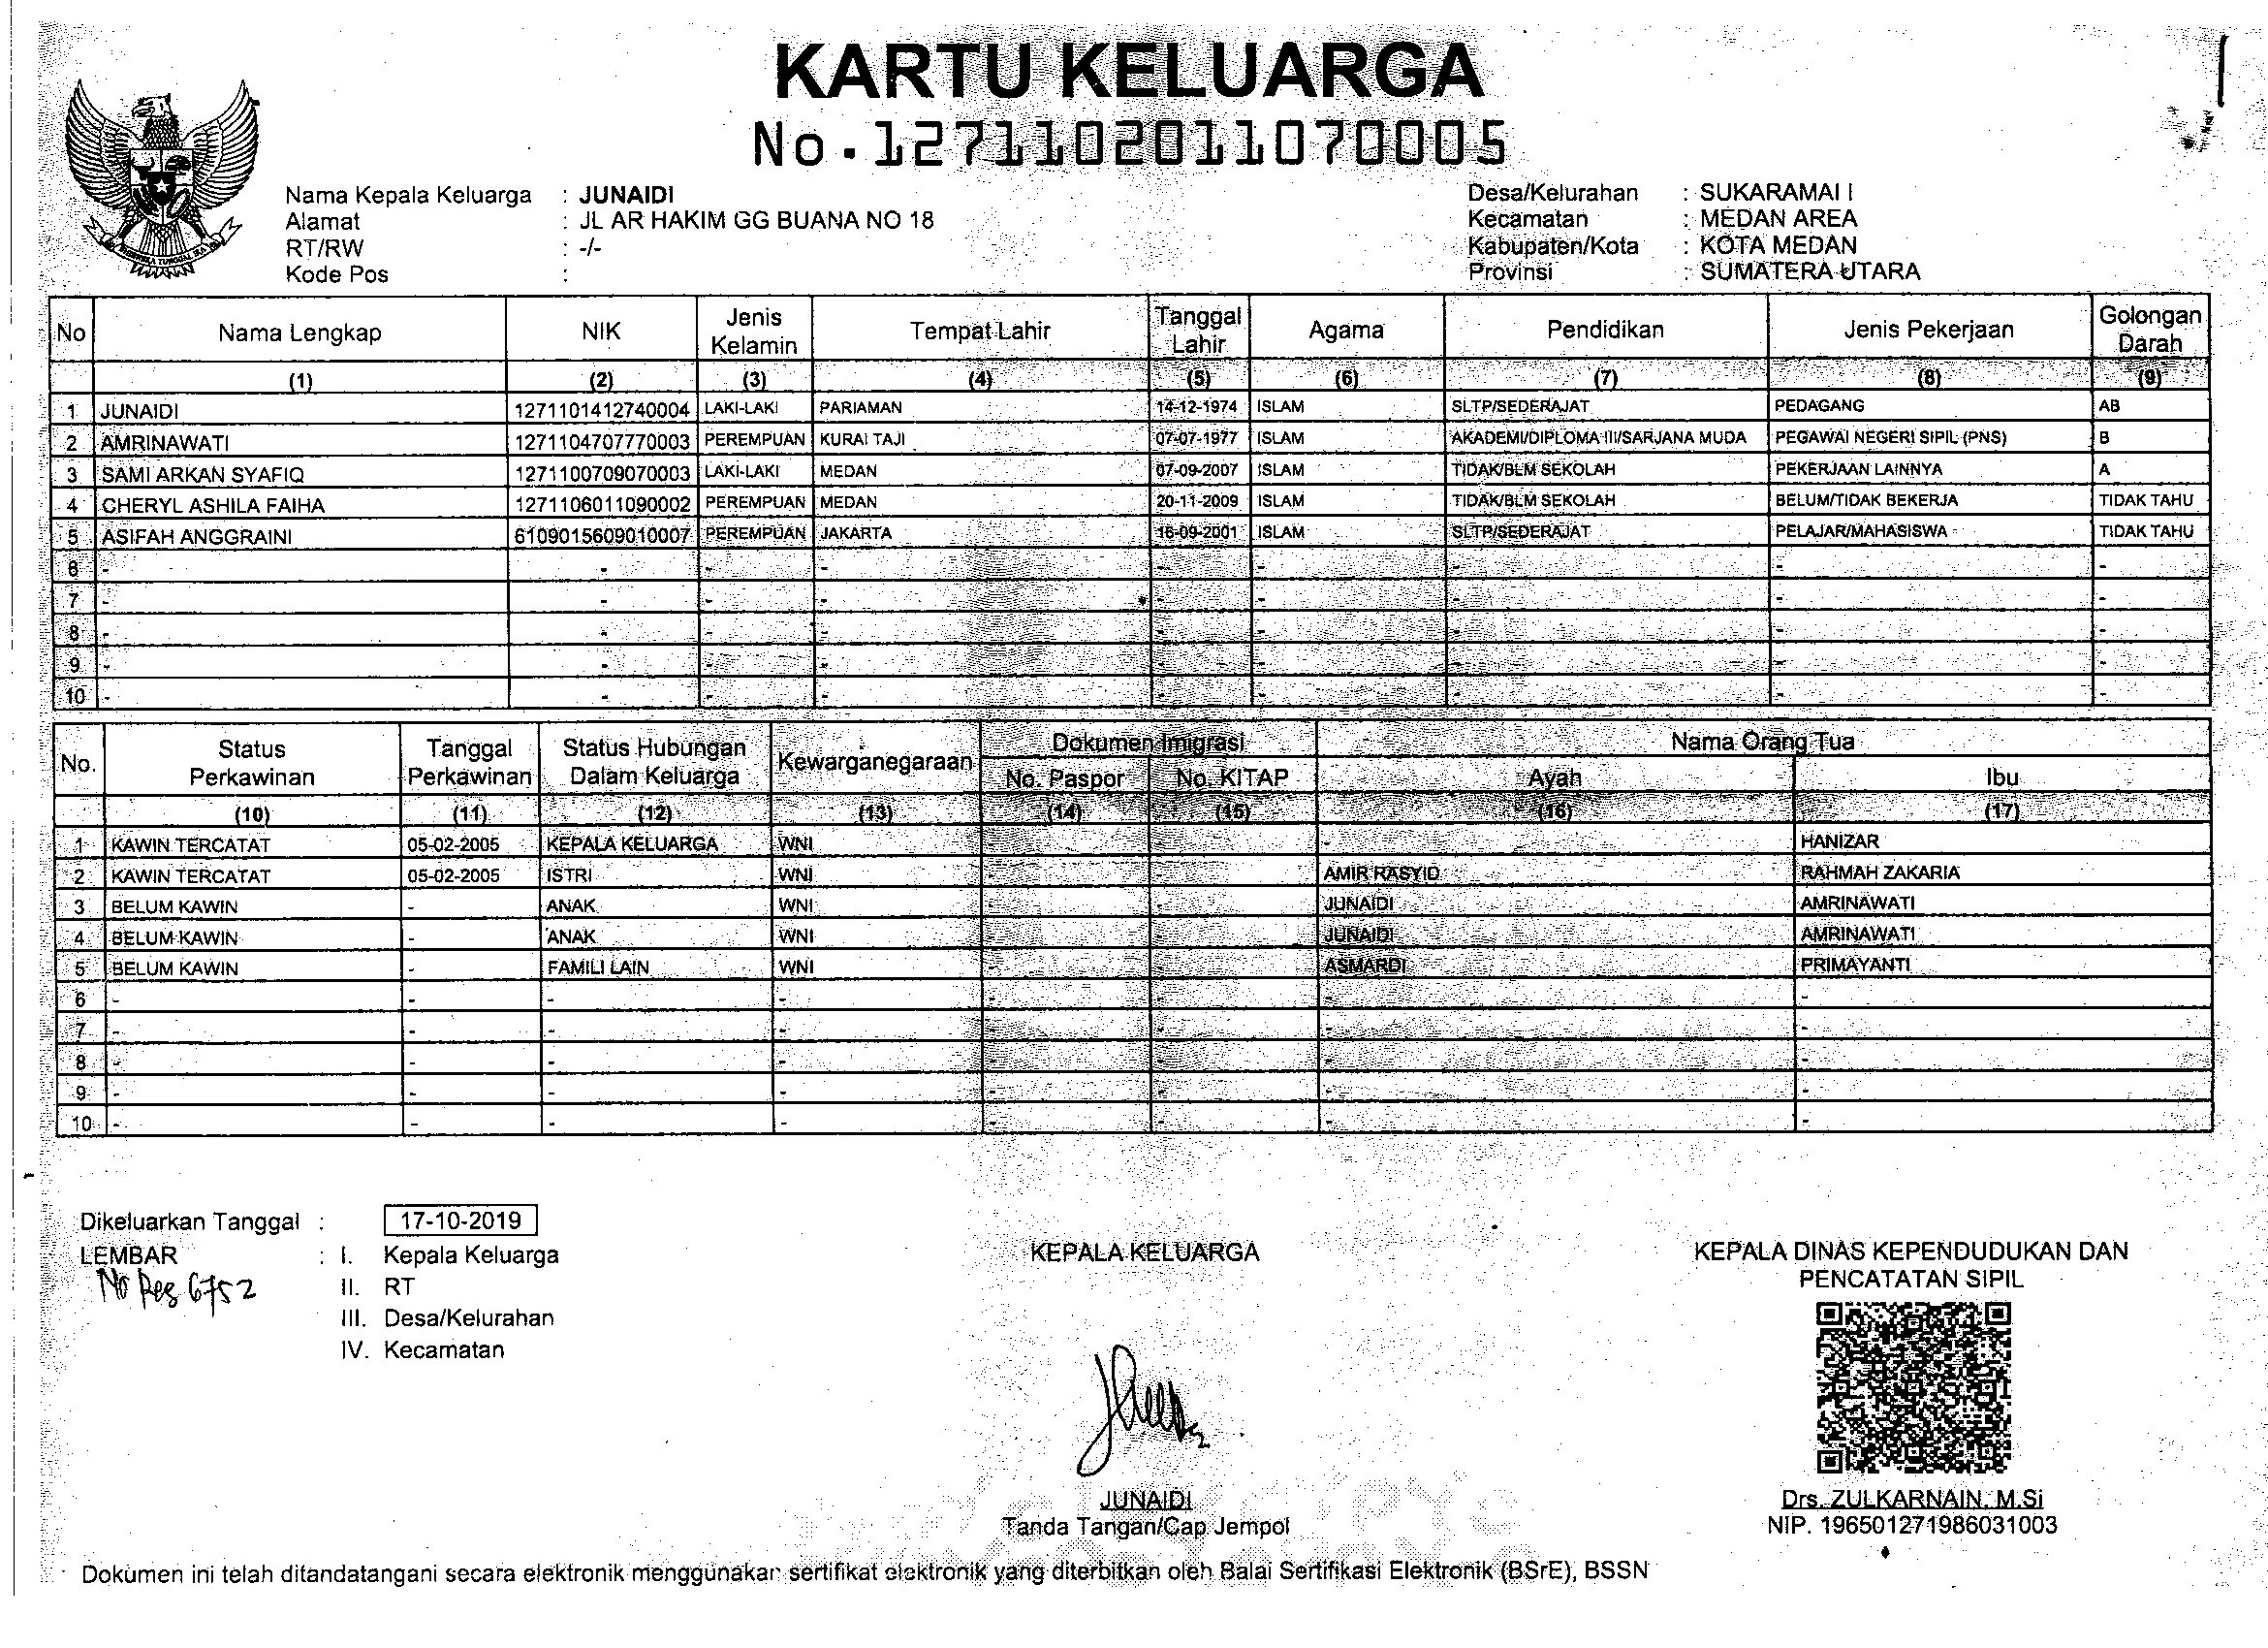 KARTU KELUARGA
No. 1271102011070005
Nama Kepala Keluarga : JUNAIDI
Alamat : JL AR HAKIM GG BUANA NO 18
RT/RW : -/-
Kode Pos :
Desa/Kelurahan : SUKARAMAI I
Kecamatan : MEDAN AREA
Kabupaten/Kota : KOTA MEDAN
Provinsi : SUMATERA UTARA
No Nama Lengkap NIK Jenis Kelamin Tempat Lahir Tanggal Lahir Agama Pendidikan Jenis Pekerjaan Golongan Darah
(1) (2) (3) (4) (5) (6) (7) (8) (9)
1 JUNAIDI 1271101412740004 LAKI-LAKI PARIAMAN 14-12-1974 ISLAM SLTP/SEDERAJAT PEDAGANG AB
2 AMRINAWATI 1271104707770003 PEREMPUAN KURAI TAJI 07-07-1977 ISLAM AKADEMI/DIPLOMA III/SARJANA MUDA PEGAWAI NEGERI SIPIL (PNS) B
3 SAMI ARKAN SYAFIQ 1271100709070003 LAKI-LAKI MEDAN 07-09-2007 ISLAM TIDAK/BLM SEKOLAH PEKERJAAN LAINNYA A
4 CHERYL ASHILA FAIHA 1271106011090002 PEREMPUAN MEDAN 20-11-2009 ISLAM TIDAK/BLM SEKOLAH BELUM/TIDAK BEKERJA TIDAK TAHU
5 ASIFAH ANGGRAINI 6109015609010007 PEREMPUAN JAKARTA 16-09-2001 ISLAM SLTP/SEDERAJAT PELAJAR/MAHASISWA TIDAK TAHU
6 - - - - - - - - -
7 - - - - - - - - -
8 - - - - - - - - -
9 - - - - - - - - -
10 - - - - - - - - -
No. Status Perkawinan Tanggal Perkawinan Status Hubungan Dalam Keluarga Kewarganegaraan Dokumen Imigrasi Nama Orang Tua
No. Paspor No. KITAP Ayah Ibu
(10) (11) (12) (13) (14) (15) (16) (17)
1 KAWIN TERCATAT 05-02-2005 KEPALA KELUARGA WNI - HANIZAR
2 KAWIN TERCATAT 05-02-2005 ISTRI WNI - - AMIR RASYID RAHMAH ZAKARIA
3 BELUM KAWIN - ANAK WNI - - JUNAIDI AMRINAWATI
4 BELUM KAWIN - ANAK WNI - - JUNAIDI AMRINAWATI
5 BELUM KAWIN - FAMILI LAIN WNI - - ASMARDI PRIMAYANTI
6 - - - - - - - -
7 - - - - - - - -
8 - - - - - - - -
9 - - - - - - - -
10 - - - - - - - -
Dikeluarkan Tanggal : 17-10-2019
LEMBAR : I. Kepala Keluarga
No Reg 6752
II. RT
III. Desa/Kelurahan
IV. Kecamatan
KEPALA KELUARGA
JUNAIDI
Tanda Tangan/Cap Jempol
KEPALA DINAS KEPENDUDUKAN DAN
PENCATATAN SIPIL
Drs. ZULKARNAIN, M.Si
NIP. 196501271986031003
Dokumen ini telah ditandatangani secara elektronik menggunakan sertifikat elektronik yang diterbitkan oleh Balai Sertifikasi Elektronik (BSrE), BSSN